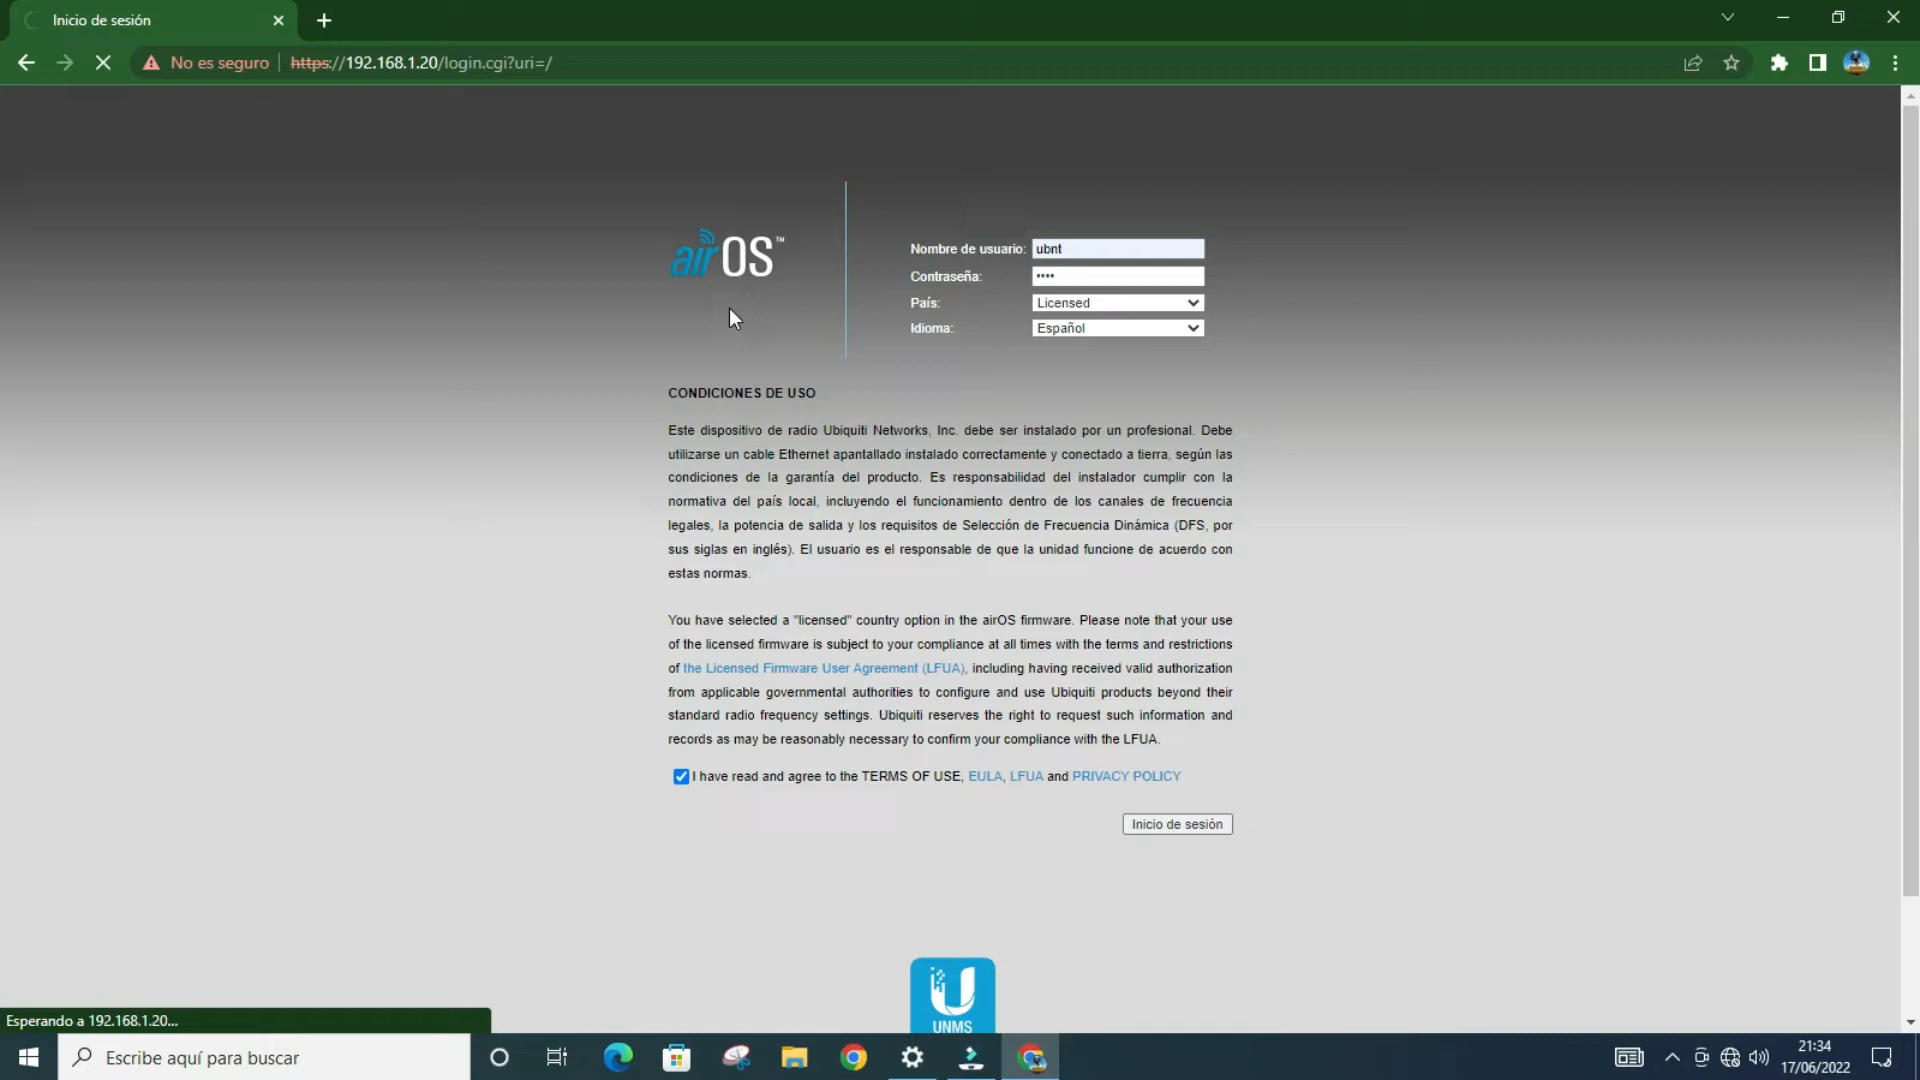 Inicio de sesión
No es seguro
https://192.168.1.20/login.cgi?uri=/
airOS™
Nombre de usuario: ubnt
Contraseña: ••••
País: Licensed
Idioma: Español
CONDICIONES DE USO
Este dispositivo de radio Ubiquiti Networks, Inc. debe ser instalado por un profesional. Debe
utilizarse un cable Ethernet apantallado instalado correctamente y conectado a tierra, según las
condiciones de la garantía del producto. Es responsabilidad del instalador cumplir con la
normativa del país local, incluyendo el funcionamiento dentro de los canales de frecuencia
legales, la potencia de salida y los requisitos de Selección de Frecuencia Dinámica (DFS, por
sus siglas en inglés). El usuario es el responsable de que la unidad funcione de acuerdo con
estas normas.
You have selected a "licensed" country option in the airOS firmware. Please note that your use
of the licensed firmware is subject to your compliance at all times with the terms and restrictions
of the Licensed Firmware User Agreement (LFUA), including having received valid authorization
from applicable governmental authorities to configure and use Ubiquiti products beyond their
standard radio frequency settings. Ubiquiti reserves the right to request such information and
records as may be reasonably necessary to confirm your compliance with the LFUA.
I have read and agree to the TERMS OF USE, EULA, LFUA and PRIVACY POLICY
Inicio de sesión
UNMS
Esperando a 192.168.1.20...
Escribe aquí para buscar
21:34
17/06/2022